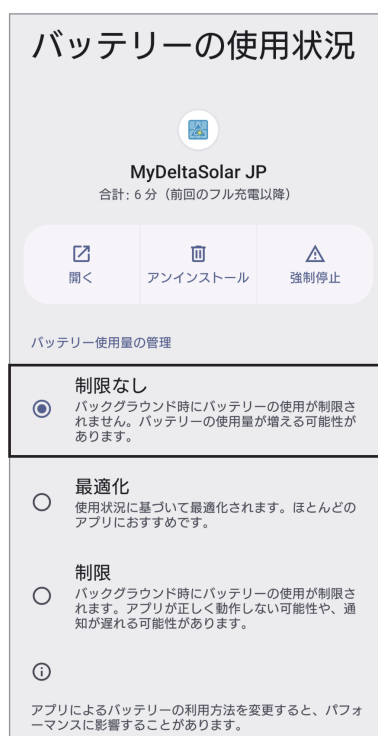 バッテリーの使用状況
MyDeltaSolar JP
合計: 6 分（前回のフル充電以降）
開く
アンインストール
強制停止
バッテリー使用量の管理
制限なし
バックグラウンド時にバッテリーの使用が制限さ
れません。バッテリーの使用量が増える可能性が
あります。
最適化
使用状況に基づいて最適化されます。ほとんどの
アプリにおすすめです。
制限
バックグラウンド時にバッテリーの使用が制限さ
れます。アプリが正しく動作しない可能性や、通
知が遅れる可能性があります。
アプリによるバッテリーの利用方法を変更すると、パフォ
ーマンスに影響することがあります。